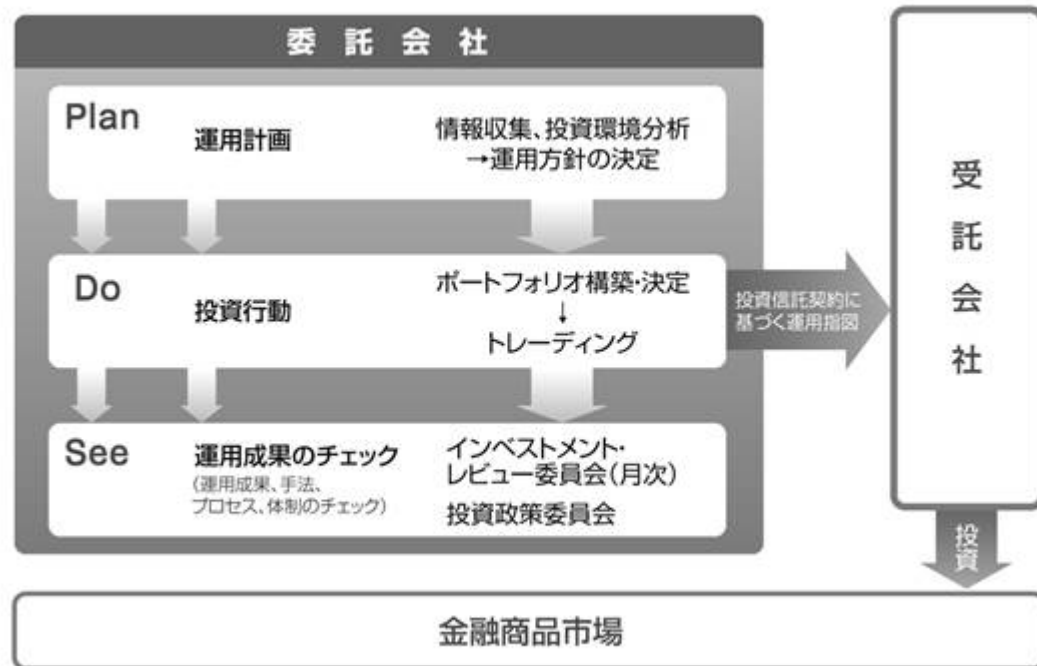 委託会社
Plan
運用計画
情報収集、投資環境分析
→運用方針の決定
Do
投資行動
ポートフォリオ構築・決定
↓
トレーディング
投資信託契約に
基づく運用指図
See
運用成果のチェック
(運用成果、手法、
プロセス、体制のチェック)
インベストメント・
レビュー委員会(月次)
投資政策委員会
受託会社
投資
金融商品市場